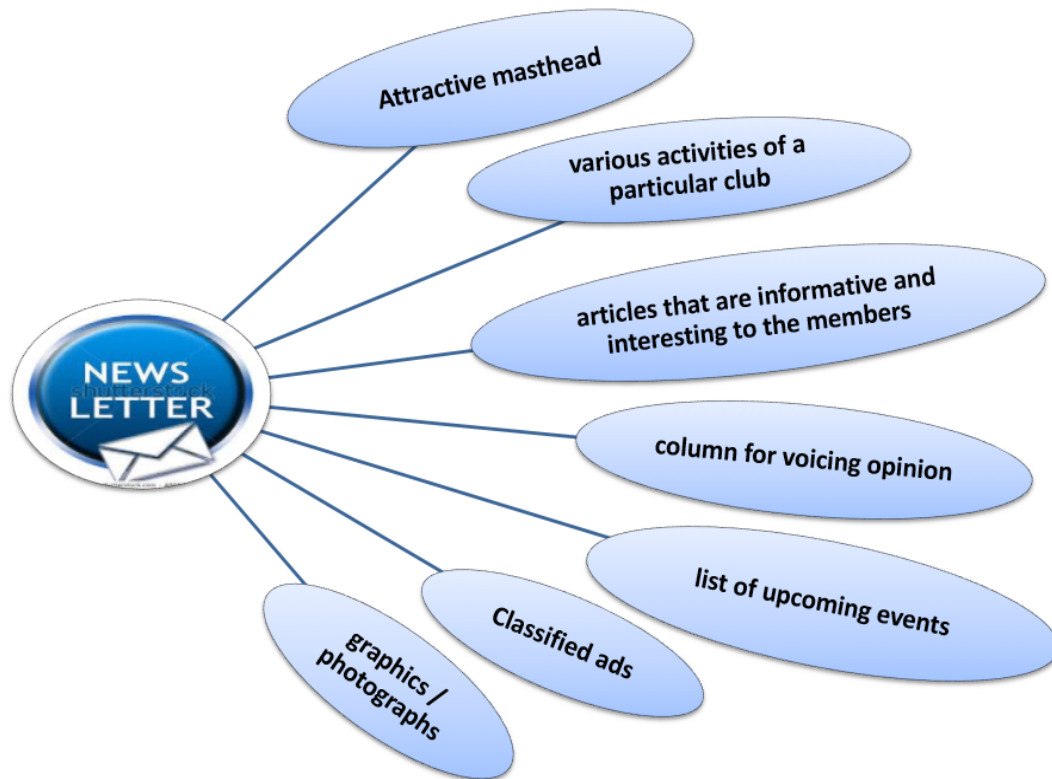 Attractive masthead
various activities of a
particular club
articles that are informative and
interesting to the members
NEWS
shutterstock
LETTER
column for voicing opinion
list of upcoming events
Classified ads
graphics /
photographs